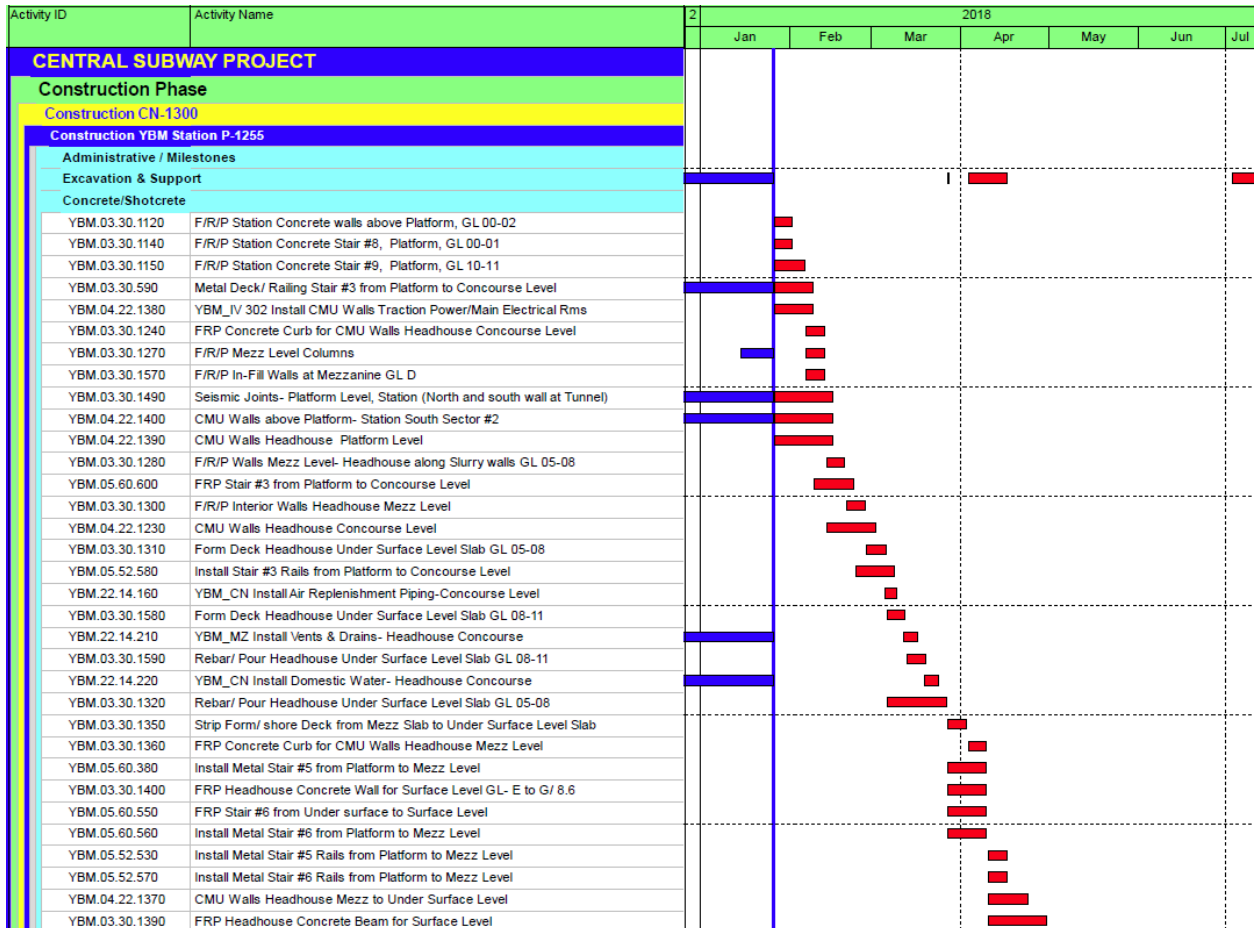 Activity ID Activity Name 2 2018
Jan Feb Mar Apr May Jun Jul
CENTRAL SUBWAY PROJECT
Construction Phase
Construction CN-1300
Construction YBM Station P-1255
Administrative / Milestones
Excavation & Support
Concrete/Shotcrete
YBM.03.30.1120 F/R/P Station Concrete walls above Platform, GL 00-02
YBM.03.30.1140 F/R/P Station Concrete Stair #8, Platform, GL 00-01
YBM.03.30.1150 F/R/P Station Concrete Stair #9, Platform, GL 10-11
YBM.03.30.590 Metal Deck/ Railing Stair #3 from Platform to Concourse Level
YBM.04.22.1380 YBM_IV 302 Install CMU Walls Traction Power/Main Electrical Rms
YBM.03.30.1240 FRP Concrete Curb for CMU Walls Headhouse Concourse Level
YBM.03.30.1270 F/R/P Mezz Level Columns
YBM.03.30.1570 F/R/P In-Fill Walls at Mezzanine GL D
YBM.03.30.1490 Seismic Joints- Platform Level, Station (North and south wall at Tunnel)
YBM.04.22.1400 CMU Walls above Platform- Station South Sector #2
YBM.04.22.1390 CMU Walls Headhouse Platform Level
YBM.03.30.1280 F/R/P Walls Mezz Level- Headhouse along Slurry walls GL 05-08
YBM.05.60.600 FRP Stair #3 from Platform to Concourse Level
YBM.03.30.1300 F/R/P Interior Walls Headhouse Mezz Level
YBM.04.22.1230 CMU Walls Headhouse Concourse Level
YBM.03.30.1310 Form Deck Headhouse Under Surface Level Slab GL 05-08
YBM.05.52.580 Install Stair #3 Rails from Platform to Concourse Level
YBM.22.14.160 YBM_CN Install Air Replenishment Piping-Concourse Level
YBM.03.30.1580 Form Deck Headhouse Under Surface Level Slab GL 08-11
YBM.22.14.210 YBM_MZ Install Vents & Drains- Headhouse Concourse
YBM.03.30.1590 Rebar/ Pour Headhouse Under Surface Level Slab GL 08-11
YBM.22.14.220 YBM_CN Install Domestic Water- Headhouse Concourse
YBM.03.30.1320 Rebar/ Pour Headhouse Under Surface Level Slab GL 05-08
YBM.03.30.1350 Strip Form/ shore Deck from Mezz Slab to Under Surface Level Slab
YBM.03.30.1360 FRP Concrete Curb for CMU Walls Headhouse Mezz Level
YBM.05.60.380 Install Metal Stair #5 from Platform to Mezz Level
YBM.03.30.1400 FRP Headhouse Concrete Wall for Surface Level GL- E to G/ 8.6
YBM.05.60.550 FRP Stair #6 from Under surface to Surface Level
YBM.05.60.560 Install Metal Stair #6 from Platform to Mezz Level
YBM.05.52.530 Install Metal Stair #5 Rails from Platform to Mezz Level
YBM.05.52.570 Install Metal Stair #6 Rails from Platform to Mezz Level
YBM.04.22.1370 CMU Walls Headhouse Mezz to Under Surface Level
YBM.03.30.1390 FRP Headhouse Concrete Beam for Surface Level